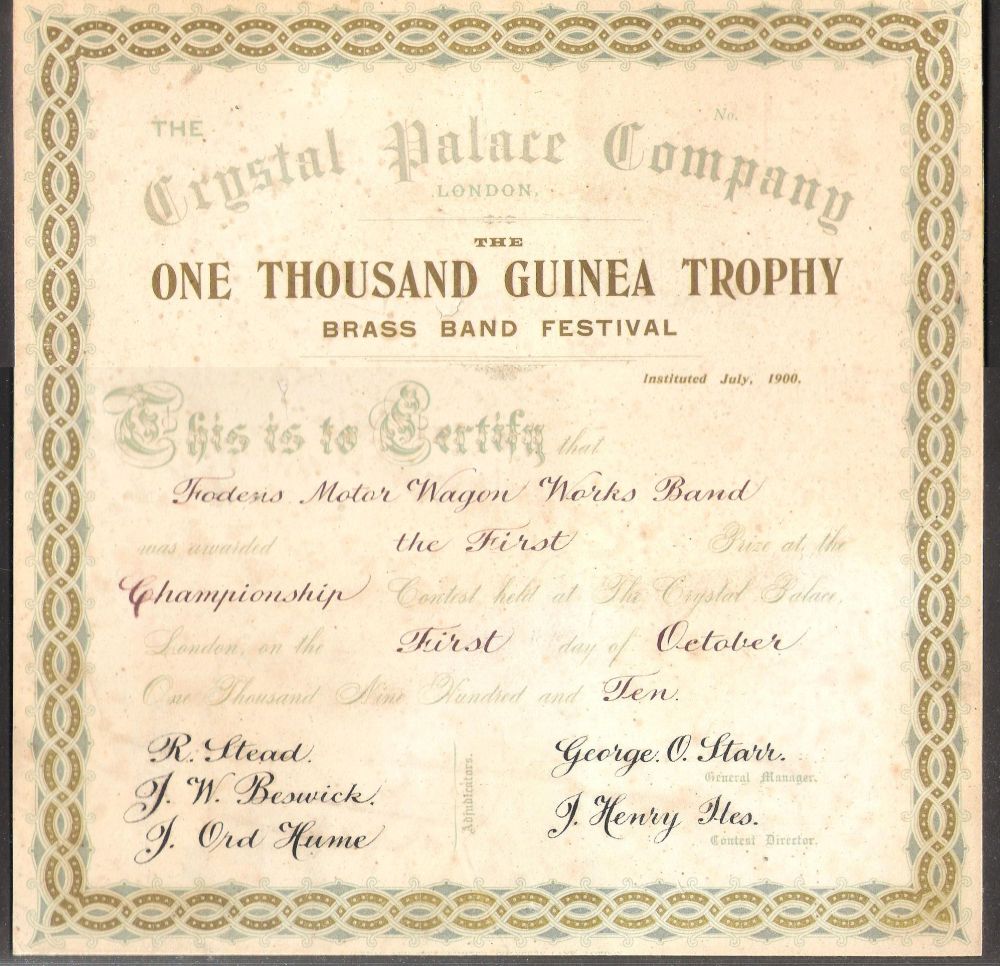 THE
No.
Crystal Palace Company
LONDON,
THE
ONE THOUSAND GUINEA TROPHY
BRASS BAND FESTIVAL
Instituted July, 1900.
This is to Certify that
Fodens Motor Wagon Works Band
was awarded the First Prize at the
Championship Contest held at The Crystal Palace,
London, on the First day of October
One Thousand Nine Hundred and Ten.
R. Stead.
J. W. Beswick.
J. Ord Hume
Adjudicators.
George. O. Starr.
General Manager.
J. Henry Iles.
Contest Director.